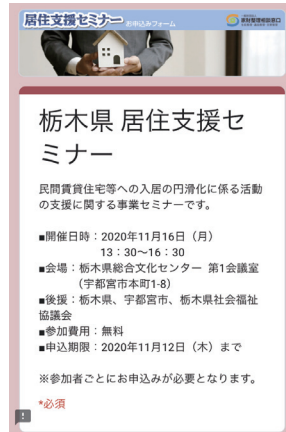 居住支援セミナー お申込みフォーム
栃木県 居住支援セ
ミナー
民間賃貸住宅等への入居の円滑化に係る活動
の支援に関する事業セミナーです。
■開催日時：2020年11月16日（月）
13：30～16：30
■会場：栃木県総合文化センター 第1会議室
（宇都宮市本町1-8）
■後援：栃木県、宇都宮市、栃木県社会福祉
協議会
■参加費用：無料
■申込期限：2020年11月12日（木）まで
※参加者ごとにお申込みが必要となります。
*必須